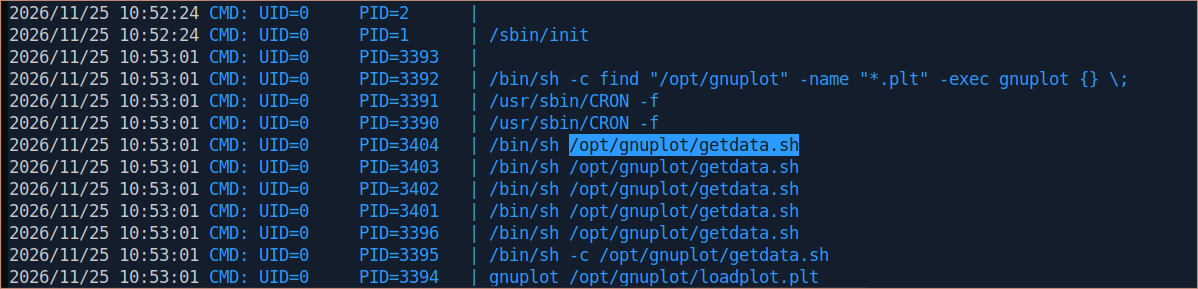 2026/11/25 10:52:24 CMD: UID=0 PID=2 |
2026/11/25 10:52:24 CMD: UID=0 PID=1 | /sbin/init
2026/11/25 10:53:01 CMD: UID=0 PID=3393 |
2026/11/25 10:53:01 CMD: UID=0 PID=3392 | /bin/sh -c find "/opt/gnuplot" -name "*.plt" -exec gnuplot {} \;
2026/11/25 10:53:01 CMD: UID=0 PID=3391 | /usr/sbin/CRON -f
2026/11/25 10:53:01 CMD: UID=0 PID=3390 | /usr/sbin/CRON -f
2026/11/25 10:53:01 CMD: UID=0 PID=3404 | /bin/sh /opt/gnuplot/getdata.sh
2026/11/25 10:53:01 CMD: UID=0 PID=3403 | /bin/sh /opt/gnuplot/getdata.sh
2026/11/25 10:53:01 CMD: UID=0 PID=3402 | /bin/sh /opt/gnuplot/getdata.sh
2026/11/25 10:53:01 CMD: UID=0 PID=3401 | /bin/sh /opt/gnuplot/getdata.sh
2026/11/25 10:53:01 CMD: UID=0 PID=3396 | /bin/sh /opt/gnuplot/getdata.sh
2026/11/25 10:53:01 CMD: UID=0 PID=3395 | /bin/sh -c /opt/gnuplot/getdata.sh
2026/11/25 10:53:01 CMD: UID=0 PID=3394 | gnuplot /opt/gnuplot/loadplot.plt